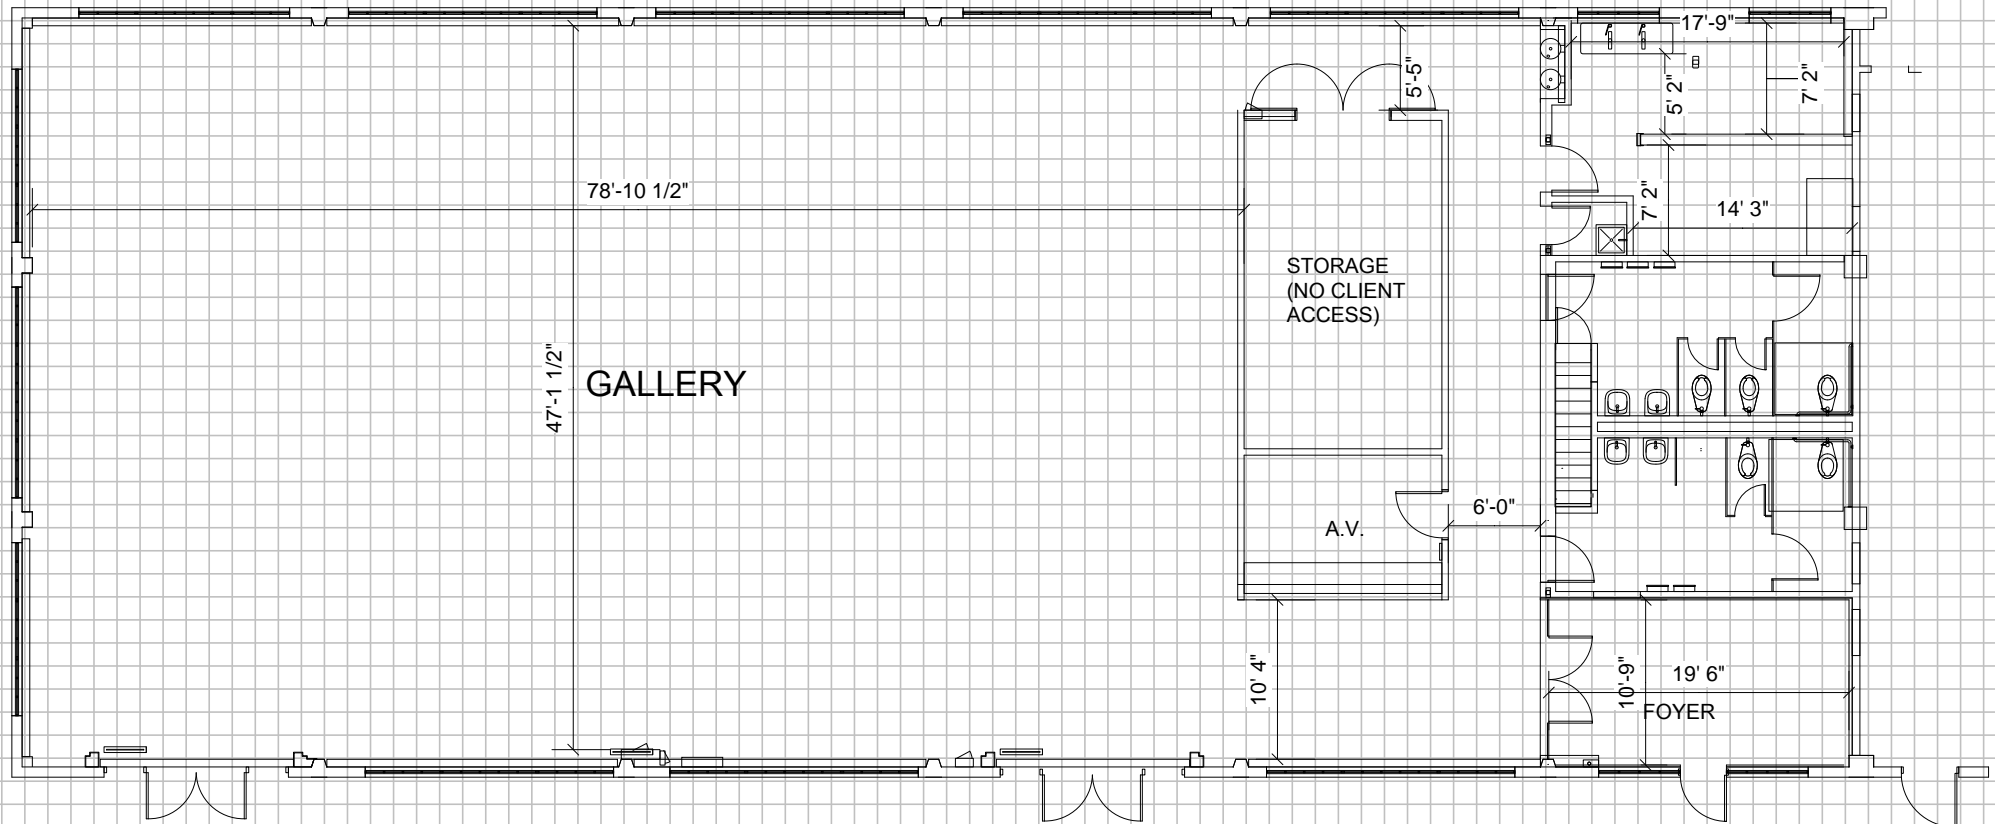 17'-9"
5'-5"
5' 2"
7' 2"
78'-10 1/2"
7' 2"
14' 3"
STORAGE
(NO CLIENT
ACCESS)
47'-1 1/2"
GALLERY
6'-0"
A.V.
10' 4"
10'-9"
19' 6"
FOYER